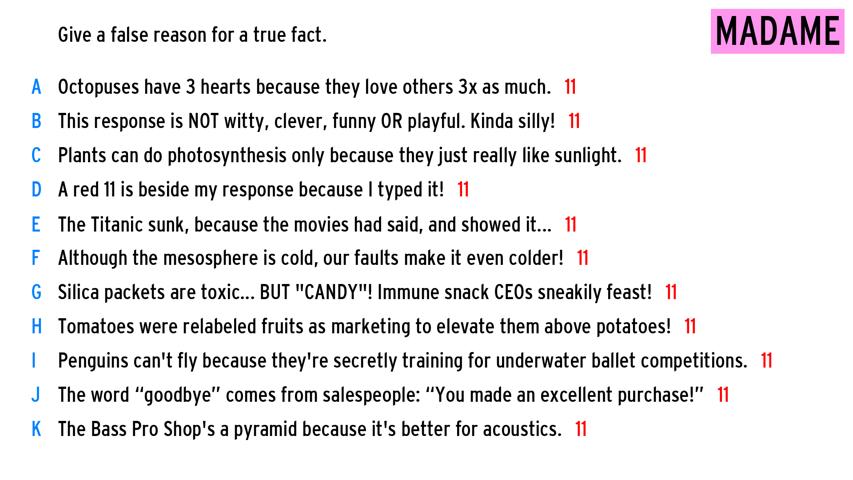 Give a false reason for a true fact.
MADAME
A Octopuses have 3 hearts because they love others 3x as much. 11
B This response is NOT witty, clever, funny OR playful. Kinda silly! 11
C Plants can do photosynthesis only because they just really like sunlight. 11
D A red 11 is beside my response because I typed it! 11
E The Titanic sunk, because the movies had said, and showed it... 11
F Although the mesosphere is cold, our faults make it even colder! 11
G Silica packets are toxic... BUT "CANDY"! Immune snack CEOs sneakily feast! 11
H Tomatoes were relabeled fruits as marketing to elevate them above potatoes! 11
I Penguins can't fly because they're secretly training for underwater ballet competitions. 11
J The word “goodbye” comes from salespeople: “You made an excellent purchase!” 11
K The Bass Pro Shop's a pyramid because it's better for acoustics. 11